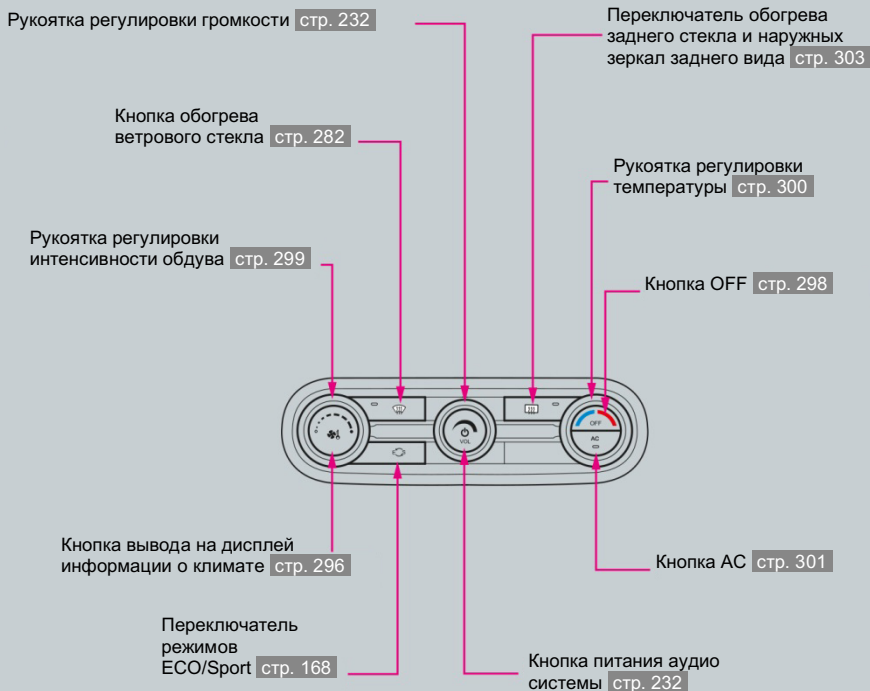 Рукоятка регулировки громкости стр. 232
Переключатель обогрева
заднего стекла и наружных
зеркал заднего вида стр. 303
Кнопка обогрева
ветрового стекла стр. 282
Рукоятка регулировки
температуры стр. 300
Рукоятка регулировки
интенсивности обдува стр. 299
Кнопка OFF стр. 298
OFF
AC
VOL
Кнопка вывода на дисплей
информации о климате стр. 296
Кнопка AC стр. 301
Переключатель
режимов
ECO/Sport стр. 168
Кнопка питания аудио
системы стр. 232